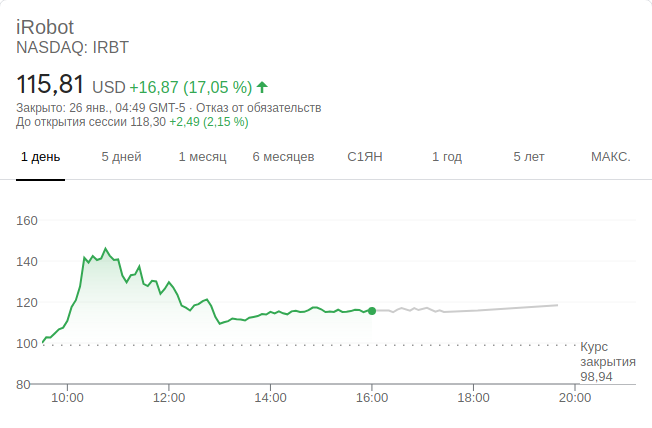 iRobot
NASDAQ: IRBT
115,81 USD +16,87 (17,05 %)
Закрыто: 26 янв., 04:49 GMT-5 · Отказ от обязательств
До открытия сессии 118,30 +2,49 (2,15 %)
1 день 5 дней 1 месяц 6 месяцев С1ЯН 1 год 5 лет МАКС.
160
140
120
100
Курс
закрытия
98,94
80
10:00 12:00 14:00 16:00 18:00 20:00